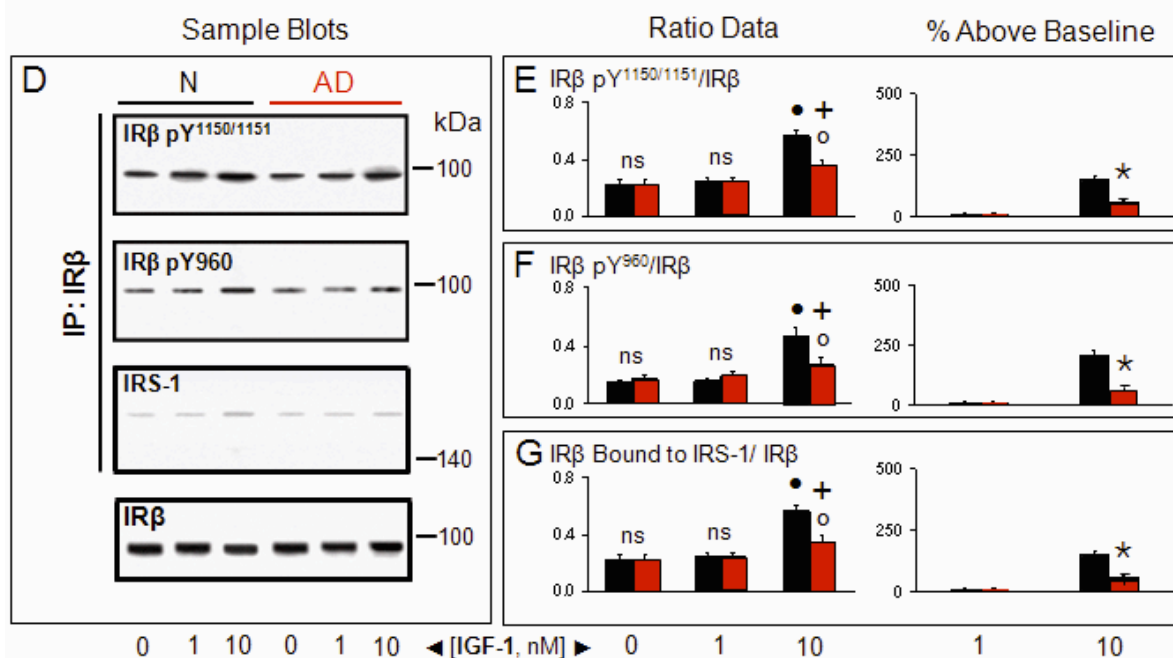 Sample Blots
Ratio Data
% Above Baseline
D
N
AD
kDa
IP: IRβ
IRβ pY1150/1151
100
IRβ pY960
100
IRS-1
140
IRβ
100
0 1 10 0 1 10
◄ [IGF-1, nM] ►
E IRβ pY1150/1151/IRβ
0.8
0.4
0.0
ns
ns
● +
o
500
250
0
*
F IRβ pY960/IRβ
0.8
0.4
0.0
ns
ns
● +
o
500
250
0
*
G IRβ Bound to IRS-1/ IRβ
0.8
0.4
0.0
ns
ns
● +
o
500
250
0
*
0 1 10
1 10